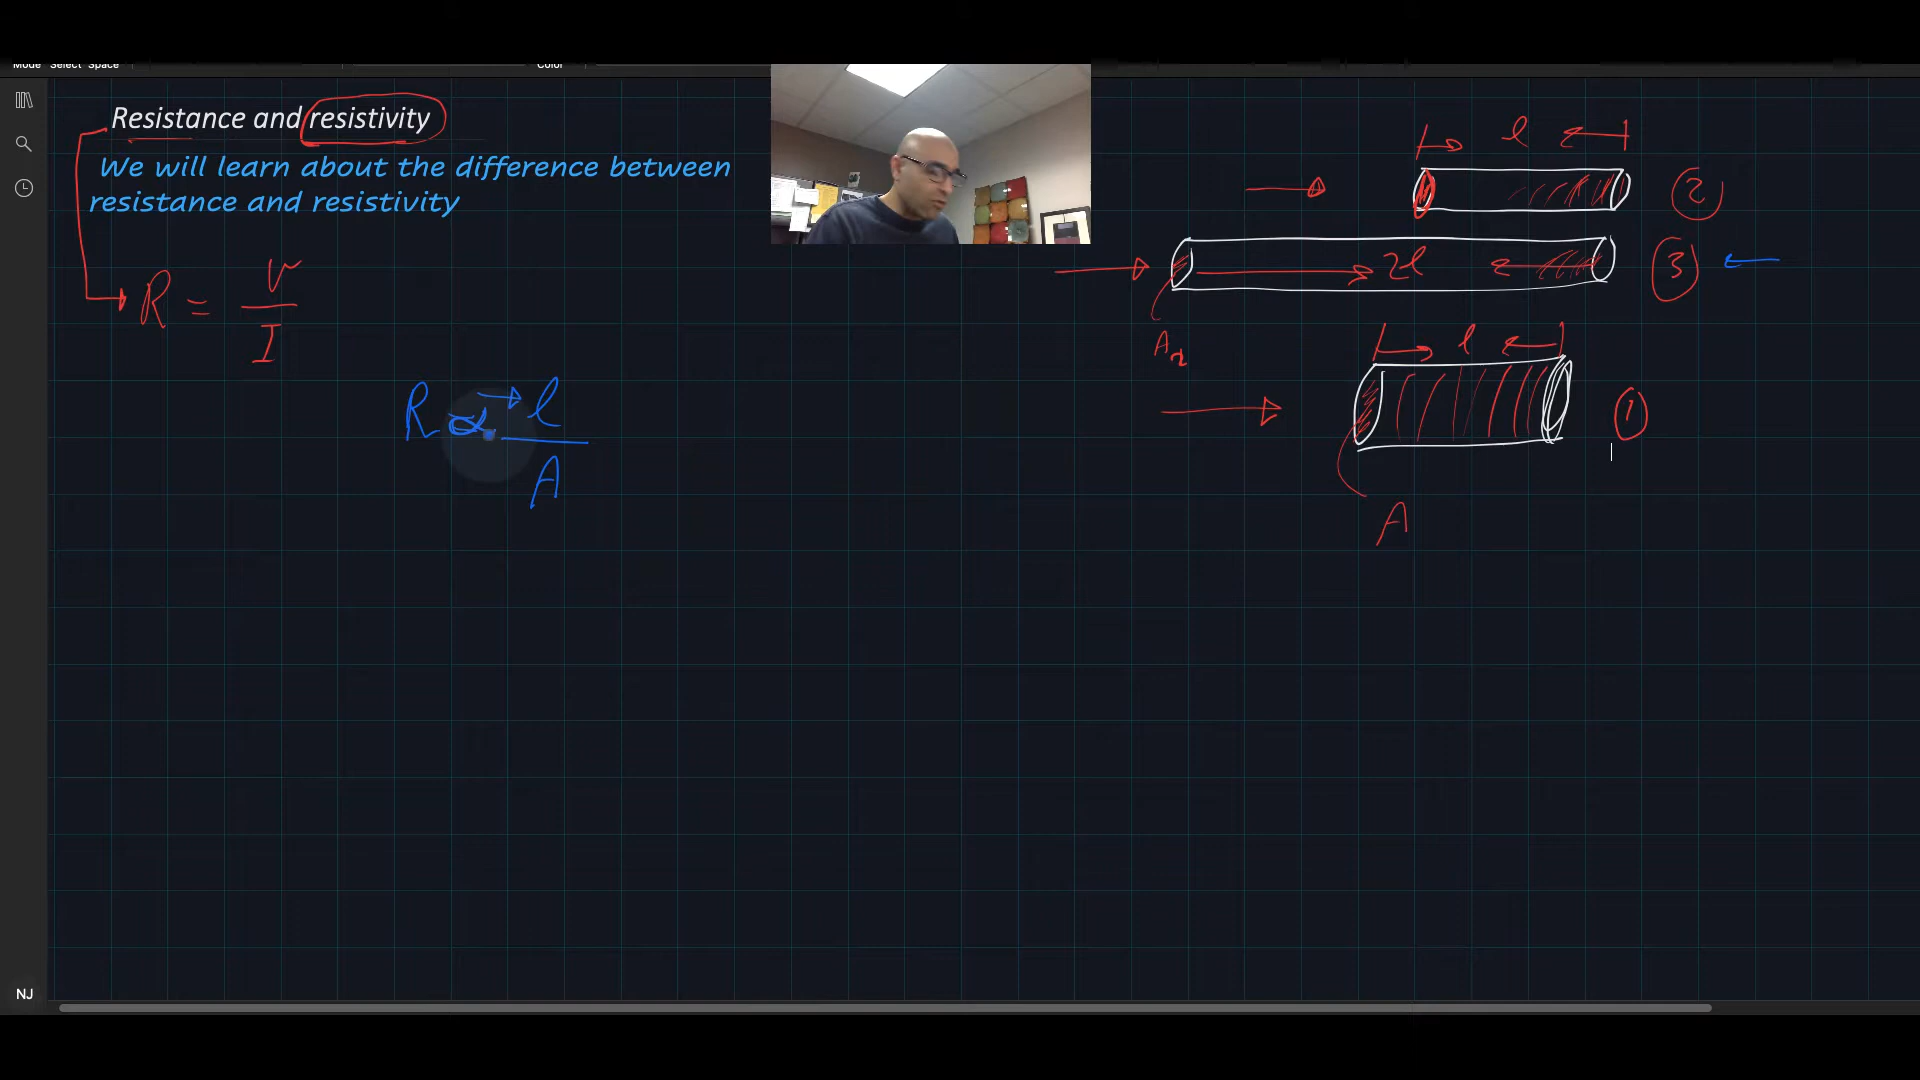 Mode Select Space Color
Resistance and resistivity
We will learn about the difference between
resistance and resistivity
R = V / I
R ∝ l / A
l
2
2l
3
A₂
l
1
A
NJ